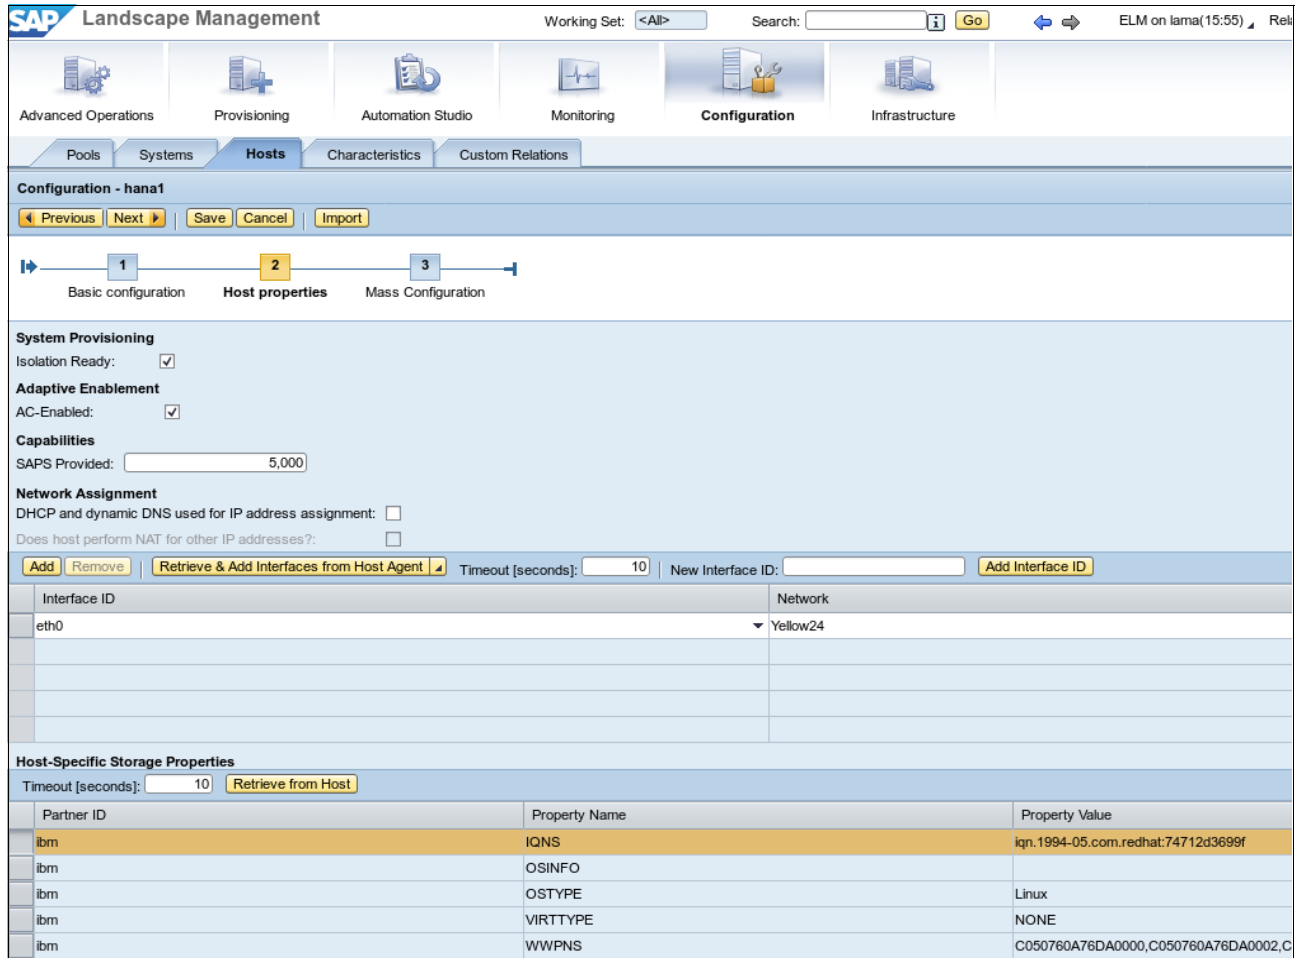 SAP Landscape Management Working Set: <All> Search: Go ELM on lama(15:55)
Advanced Operations Provisioning Automation Studio Monitoring Configuration Infrastructure
Pools Systems Hosts Characteristics Custom Relations
Configuration - hana1
Previous Next Save Cancel Import
1 2 3
Basic configuration Host properties Mass Configuration
System Provisioning
Isolation Ready:
Adaptive Enablement
AC-Enabled:
Capabilities
SAPS Provided: 5,000
Network Assignment
DHCP and dynamic DNS used for IP address assignment:
Does host perform NAT for other IP addresses?:
Add Remove Retrieve & Add Interfaces from Host Agent Timeout [seconds]: 10 New Interface ID: Add Interface ID
Interface ID Network
eth0 Yellow24
Host-Specific Storage Properties
Timeout [seconds]: 10 Retrieve from Host
Partner ID Property Name Property Value
ibm IQNS iqn.1994-05.com.redhat:74712d3699f
ibm OSINFO
ibm OSTYPE Linux
ibm VIRTTYPE NONE
ibm WWPNS C050760A76DA0000,C050760A76DA0002,C